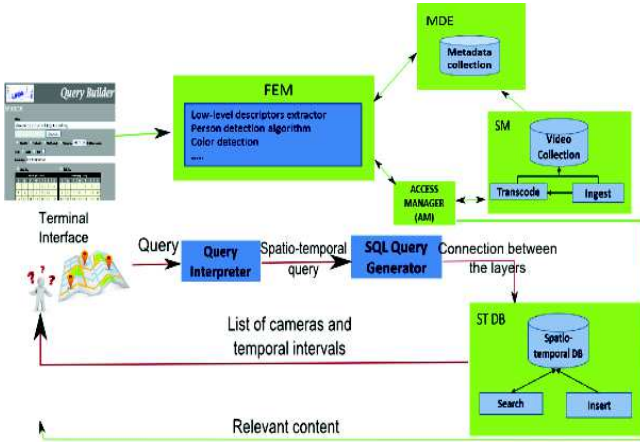 MDE
Metadata
collection
Query Builder
FEM
Low-level descriptors extractor
Person detection algorithm
Color detection
......
SM
Video
Collection
Transcode
Ingest
ACCESS
MANAGER
(AM)
Terminal
Interface
Query
Query
Interpreter
Spatio-temporal
query
SQL Query
Generator
Connection between
the layers
? ? ?
List of cameras and
temporal intervals
ST DB
Spatio-
temporal DB
Search
Insert
Relevant content